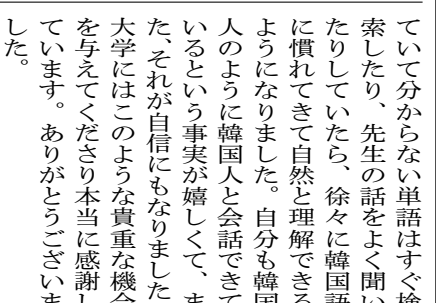 ていて分からない単語はすぐ検
索したり、先生の話をよく聞い
たりしていたら、徐々に韓国語
に慣れてきて自然と理解できる
ようになりました。自分も韓国
人のように韓国人と会話できて
いるという事実が嬉しくて、ま
た、それが自信にもなりました
大学にはこのような貴重な機会
を与えてくださり本当に感謝し
ています。ありがとうございま
した。